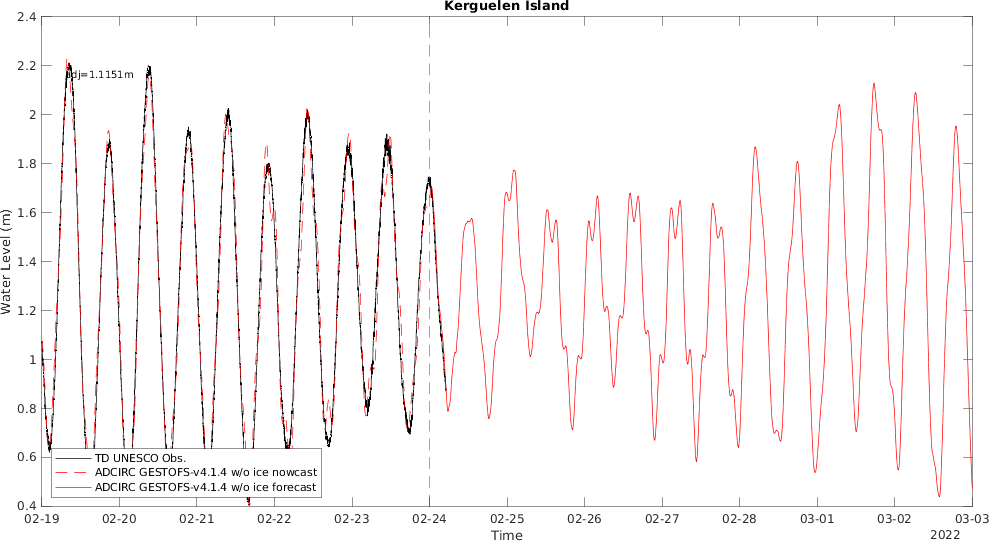 Kerguelen Island
2.4
2.2
2
1.8
1.6
1.4
1.2
1
0.8
0.6
0.4
Water Level (m)
adj=1.1151m
TD UNESCO Obs.
ADCIRC GESTOFS-v4.1.4 w/o ice nowcast
ADCIRC GESTOFS-v4.1.4 w/o ice forecast
02-19 02-20 02-21 02-22 02-23 02-24 02-25 02-26 02-27 02-28 03-01 03-02 03-03
Time
2022